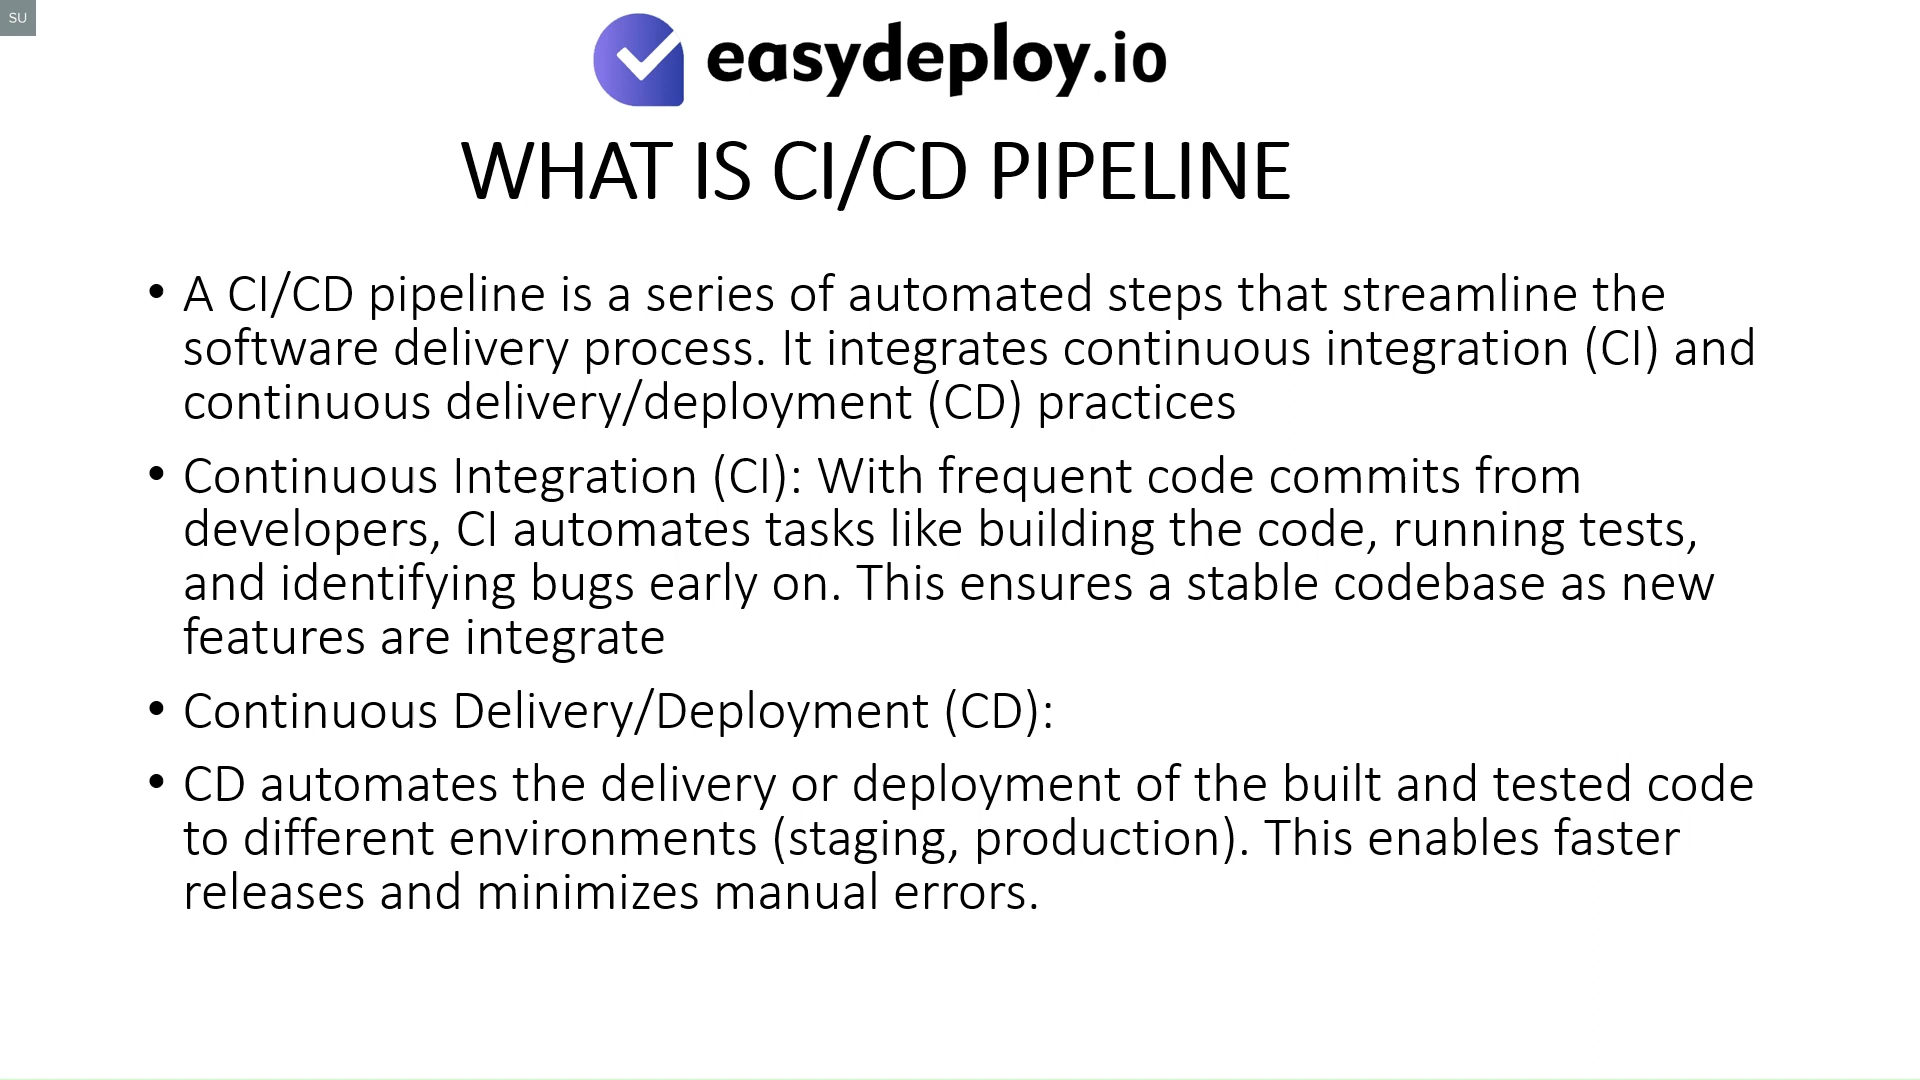 SU
easydeploy.io
WHAT IS CI/CD PIPELINE
• A CI/CD pipeline is a series of automated steps that streamline the
software delivery process. It integrates continuous integration (CI) and
continuous delivery/deployment (CD) practices
• Continuous Integration (CI): With frequent code commits from
developers, CI automates tasks like building the code, running tests,
and identifying bugs early on. This ensures a stable codebase as new
features are integrate
• Continuous Delivery/Deployment (CD):
• CD automates the delivery or deployment of the built and tested code
to different environments (staging, production). This enables faster
releases and minimizes manual errors.